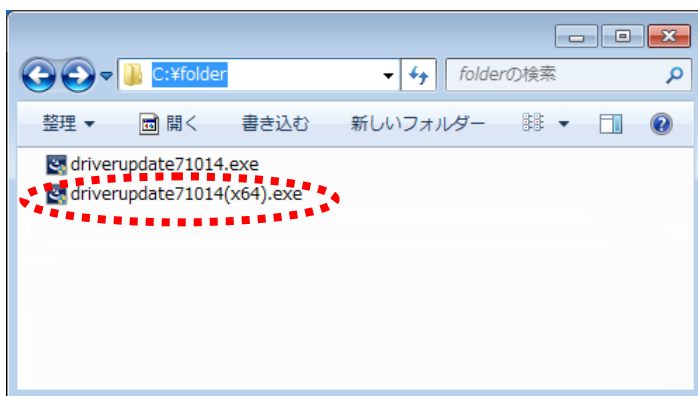 C:¥folder
folderの検索
整理 開く 書き込む 新しいフォルダー
driverupdate71014.exe
driverupdate71014(x64).exe